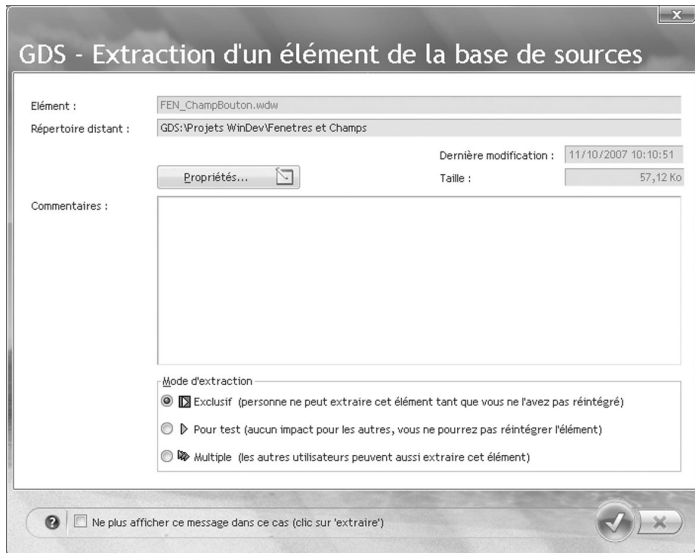 GDS - Extraction d'un élément de la base de sources
Elément : FEN_ChampBouton.wdw
Répertoire distant : GDS:\Projets WinDev\Fenetres et Champs
Dernière modification : 11/10/2007 10:10:51
Propriétés... Taille : 57,12 Ko
Commentaires :
Mode d'extraction
Exclusif (personne ne peut extraire cet élément tant que vous ne l'avez pas réintégré)
Pour test (aucun impact pour les autres, vous ne pourrez pas réintégrer l'élément)
Multiple (les autres utilisateurs peuvent aussi extraire cet élément)
Ne plus afficher ce message dans ce cas (clic sur 'extraire')